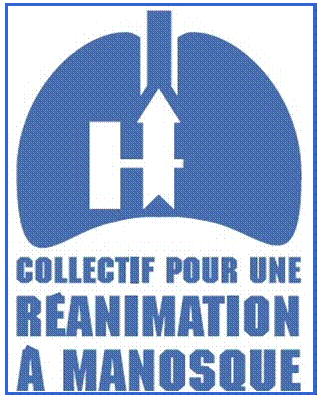 H
COLLECTIF POUR UNE
RÉANIMATION
À MANOSQUE